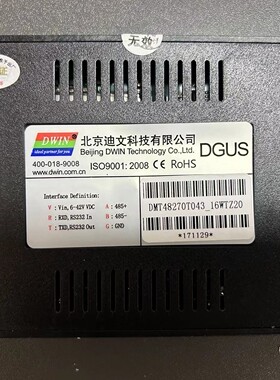 无效
证
DWIN
ideal partner for you!
北京迪文科技有限公司
Beijing DWIN Technology Co.,Ltd.
DGUS
400-018-9008
www.dwin.com.cn
ISO9001: 2008 CE RoHS
Interface Definition:
V : Vin, 6-42V VDC A : 485+
R : RXD, RS232 In B : 485-
Y : TXD, RS232 Out G : GND
DMT48270T043_16WTZ20
*171129*